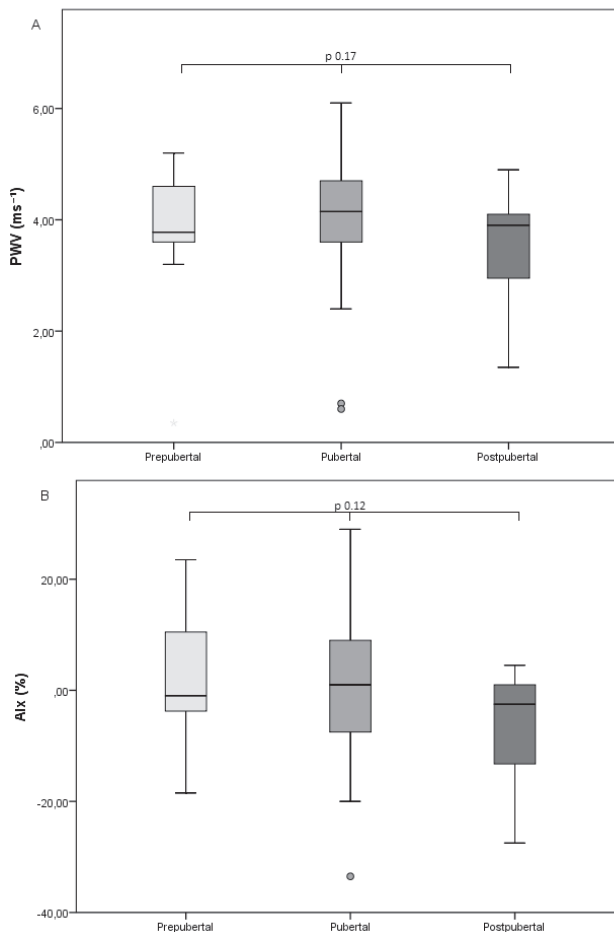 A
p 0.17
6,00
4,00
2,00
,00
PWV (ms⁻¹)
Prepubertal Pubertal Postpubertal
B
p 0.12
20,00
,00
-20,00
-40,00
AIx (%)
Prepubertal Pubertal Postpubertal